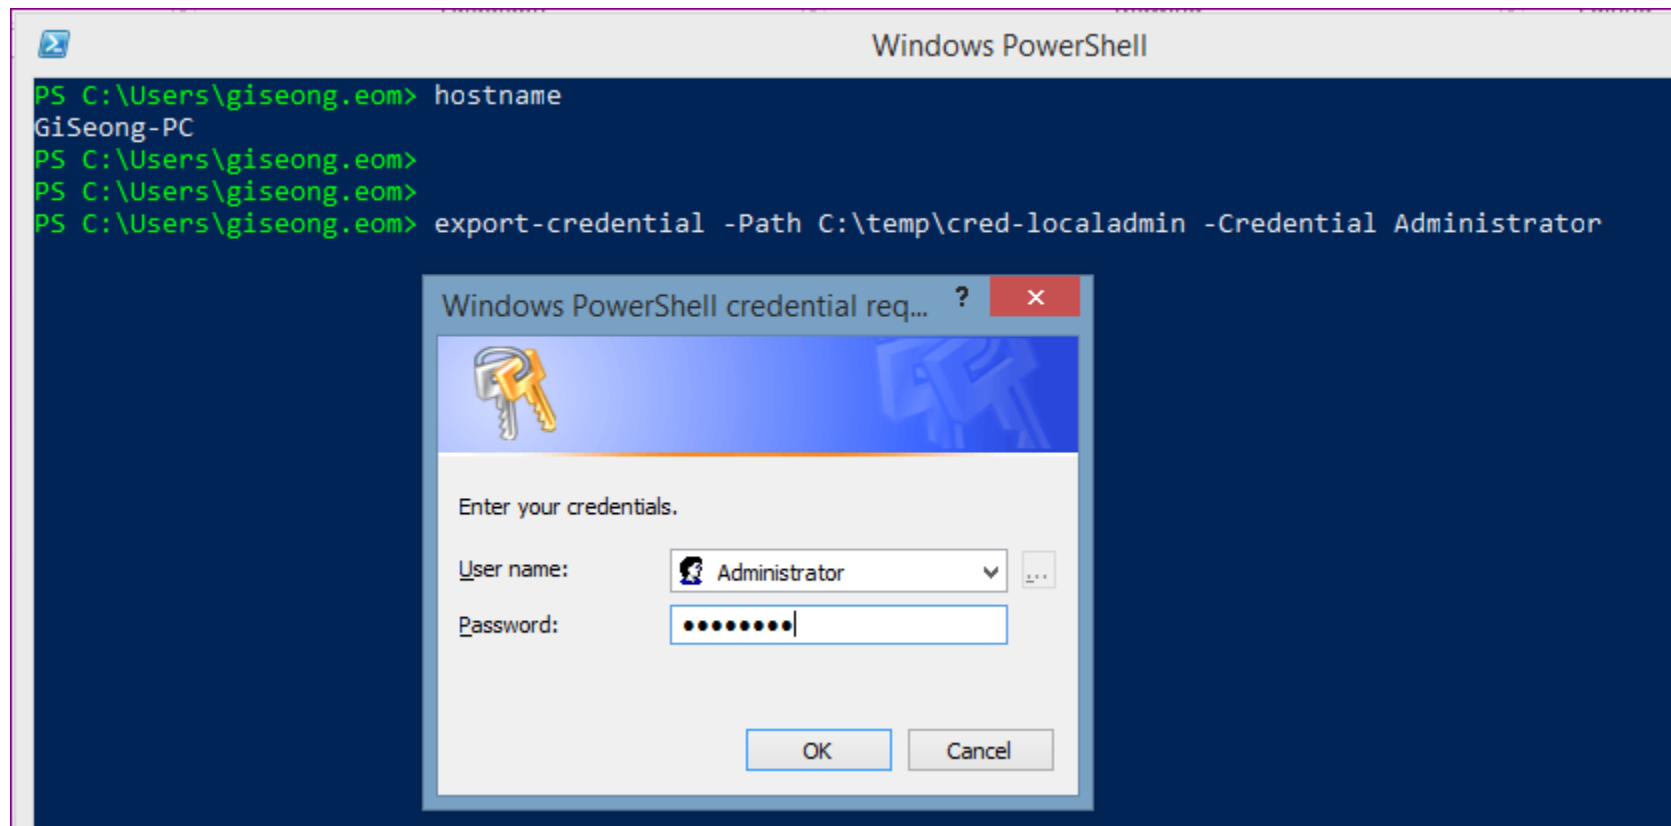 Windows PowerShell
PS C:\Users\giseong.eom> hostname
GiSeong-PC
PS C:\Users\giseong.eom>
PS C:\Users\giseong.eom>
PS C:\Users\giseong.eom> export-credential -Path C:\temp\cred-localadmin -Credential Administrator
Windows PowerShell credential req... ?
Enter your credentials.
User name: Administrator ...
Password: ••••••••
OK Cancel